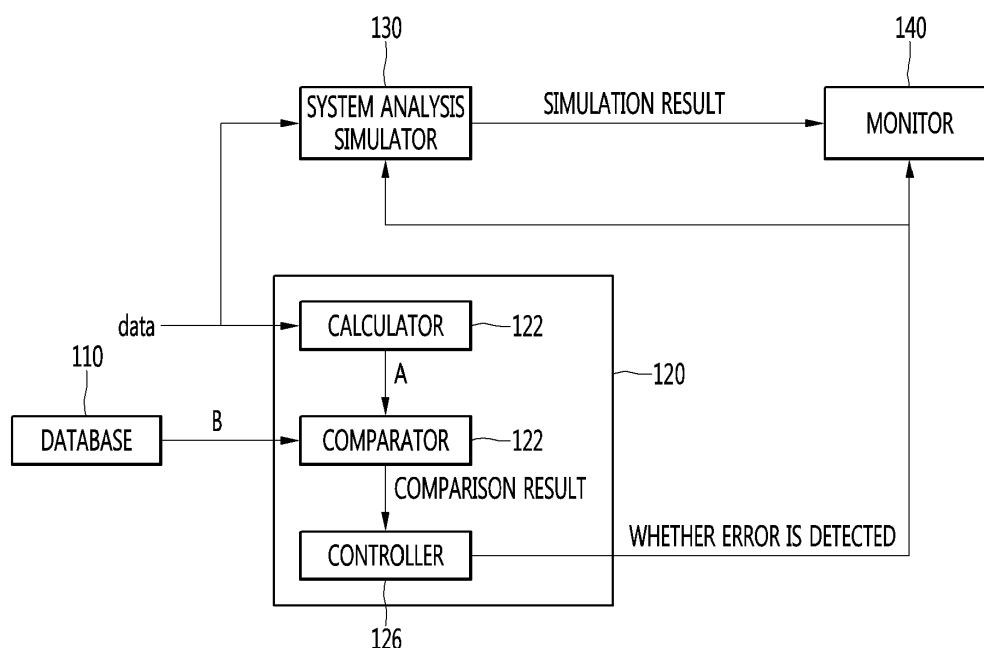 130
140
SYSTEM ANALYSIS
SIMULATOR
SIMULATION RESULT
MONITOR
data
CALCULATOR
122
110
A
120
DATABASE
B
COMPARATOR
122
COMPARISON RESULT
CONTROLLER
WHETHER ERROR IS DETECTED
126